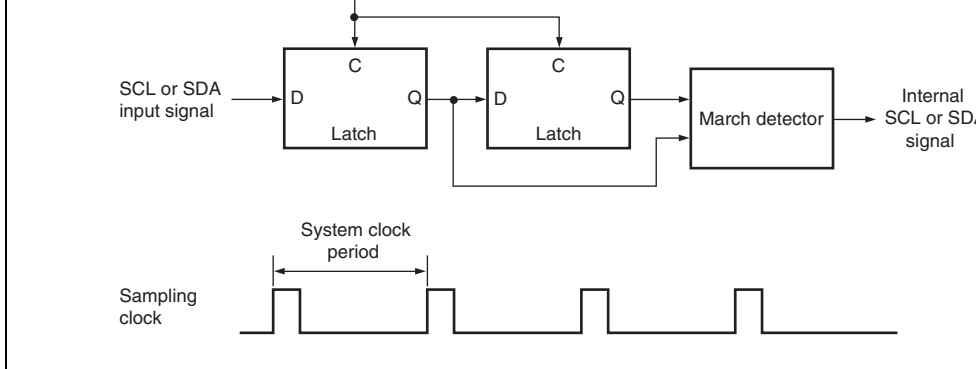 C
C
SCL or SDA
input signal
D
Q
D
Q
Latch
Latch
March detector
Internal
SCL or SDA
signal
System clock
period
Sampling
clock